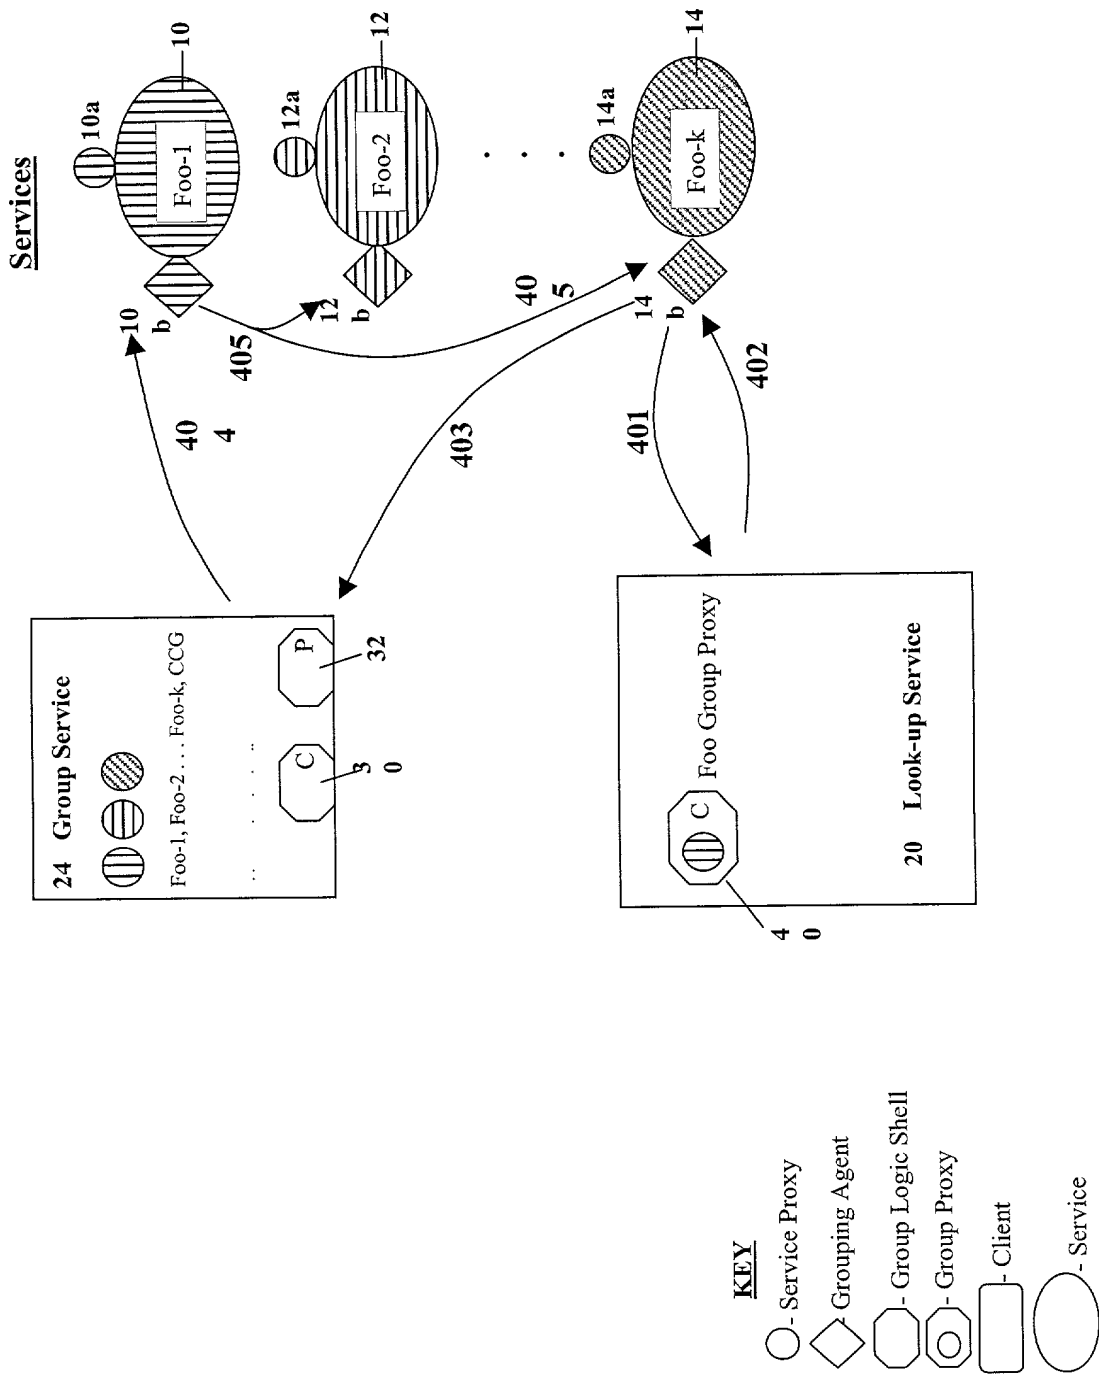 Services
10a
10
Foo-1
10
b
12a
12
Foo-2
12
b
. . .
14a
14
Foo-k
14
b
40
4
405
40
5
403
401
402
24 Group Service
Foo-1, Foo-2 . . . Foo-k, CCG
.. . . . ..
C
P
3
0
32
C
Foo Group Proxy
20 Look-up Service
4
0
KEY
- Service Proxy
- Grouping Agent
- Group Logic Shell
- Group Proxy
- Client
- Service